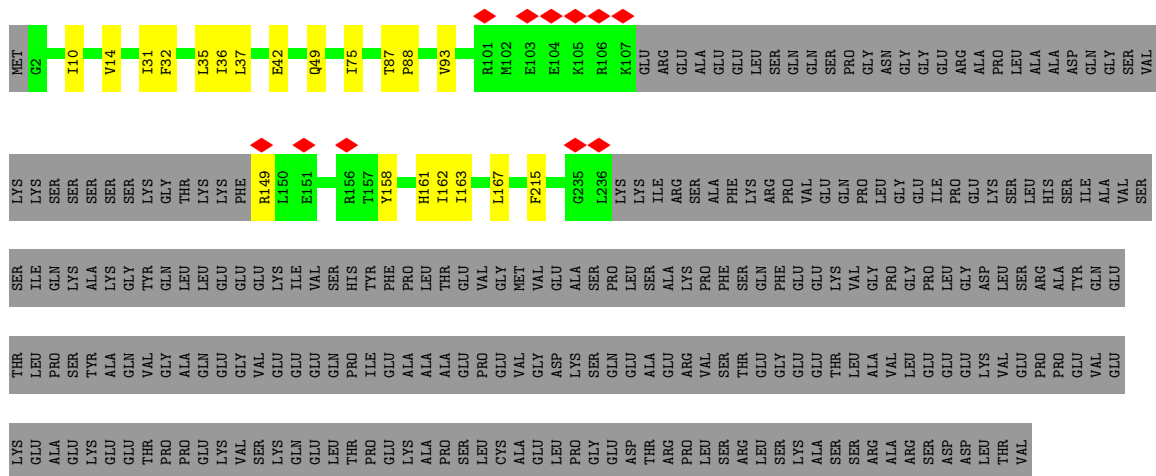 MET G2 I10 V14 I31 F32 L35 I36 L37 E42 Q49 I75 T87 P88 V93 R101 M102 E103 E104 K105 R106 K107 GLU ARG GLU ALA GLU GLU LEU SER GLN GLN SER PRO GLY ASN GLY GLY GLU ARG ALA PRO LEU ALA ALA ASP GLN GLY SER VAL
LYS LYS SER SER SER SER SER LYS GLY THR LYS LYS PHE R149 L150 E151 R156 T157 Y158 H161 I162 I163 L167 F215 G235 L236 LYS LYS ILE ARG SER ALA PHE LYS ARG PRO VAL GLU GLN PRO LEU GLY GLU ILE PRO GLU LYS SER LEU HIS SER ILE ALA VAL SER
SER ILE GLN LYS ALA LYS GLY TYR GLN LEU LEU GLU GLU GLU LYS ILE VAL SER HIS TYR PHE PRO LEU THR GLU VAL GLY MET VAL GLU ALA SER PRO LEU SER ALA LYS PRO PHE SER GLN PHE GLU GLU LYS VAL GLY PRO GLY PRO LEU GLY ASP LEU SER ARG ALA TYR GLN GLU
THR LEU PRO SER TYR ALA GLN VAL GLY ALA GLN GLU GLY VAL GLU GLU GLU GLN PRO ILE GLU ALA ALA ALA GLU PRO GLU VAL GLY ASP LYS SER GLN GLU ALA GLU ARG VAL SER THR GLU GLY GLU GLU THR LEU ALA VAL LEU GLU GLU GLU LYS VAL GLU PRO PRO GLU VAL GLU
LYS GLU ALA GLU LYS GLU GLU THR PRO PRO GLU LYS VAL SER LYS GLN GLU LEU THR PRO GLU LYS ALA PRO SER LEU CYS ALA GLU LEU PRO GLY GLU ASP THR ARG PRO LEU SER ARG LEU SER LYS ALA SER SER ARG ALA ARG SER ASP ASP LEU THR VAL